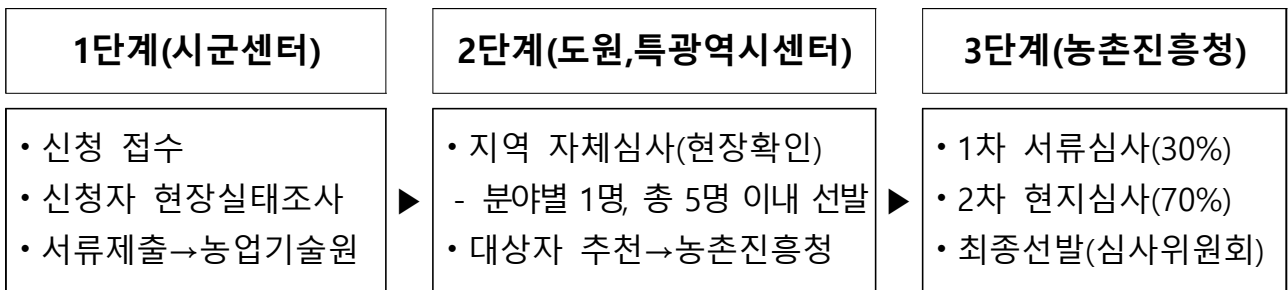 1단계(시군센터)
・신청 접수
・신청자 현장실태조사
・서류제출→농업기술원
▶
2단계(도원,특광역시센터)
・지역 자체심사(현장확인)
- 분야별 1명, 총 5명 이내 선발
・대상자 추천→농촌진흥청
▶
3단계(농촌진흥청)
・1차 서류심사(30%)
・2차 현지심사(70%)
・최종선발(심사위원회)